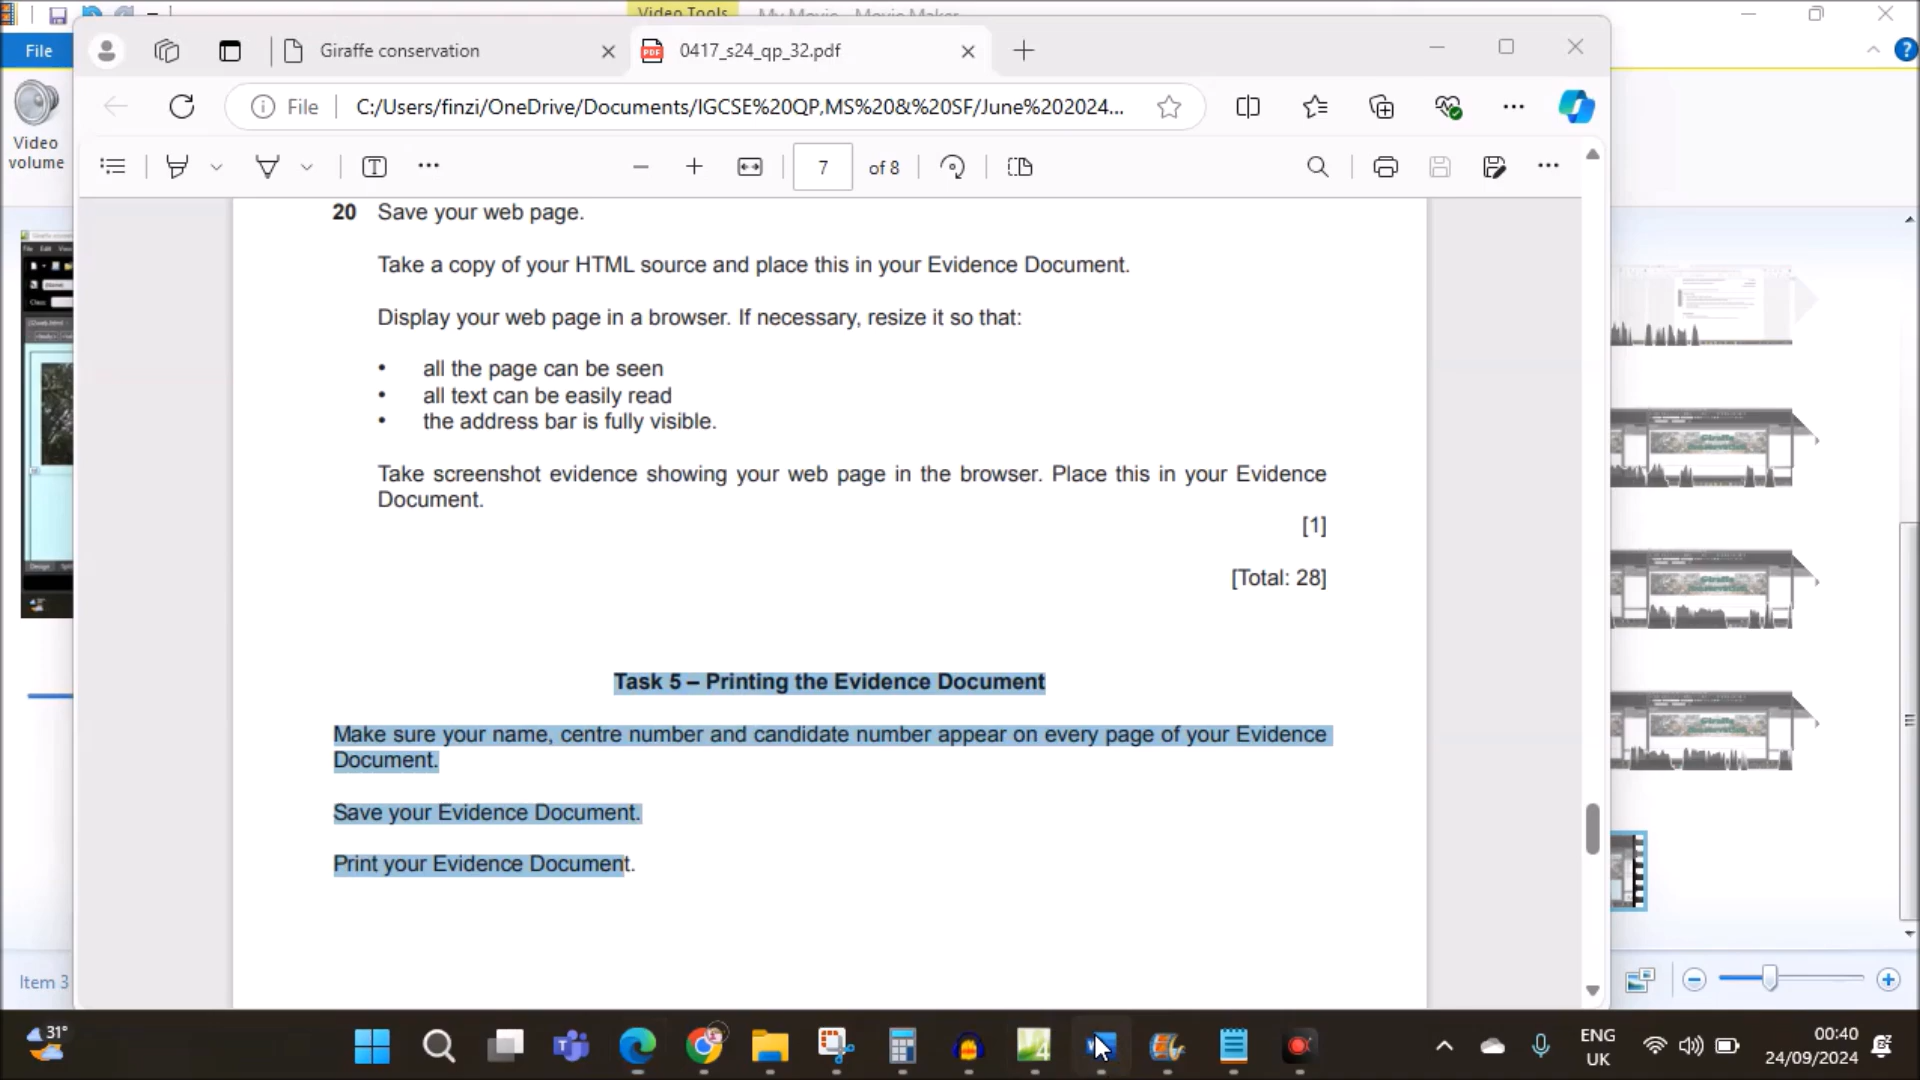 Video Tools
My Movie - Movie Maker
File
Giraffe conservation
0417_s24_qp_32.pdf
File
C:/Users/finzi/OneDrive/Documents/IGCSE%20QP,MS%20&%20SF/June%202024...
Video
volume
7
of 8
20 Save your web page.
Take a copy of your HTML source and place this in your Evidence Document.
Display your web page in a browser. If necessary, resize it so that:
• all the page can be seen
• all text can be easily read
• the address bar is fully visible.
Take screenshot evidence showing your web page in the browser. Place this in your Evidence
Document.
[1]
[Total: 28]
Task 5 – Printing the Evidence Document
Make sure your name, centre number and candidate number appear on every page of your Evidence
Document.
Save your Evidence Document.
Print your Evidence Document.
Item 3
31°
ENG
UK
00:40
24/09/2024